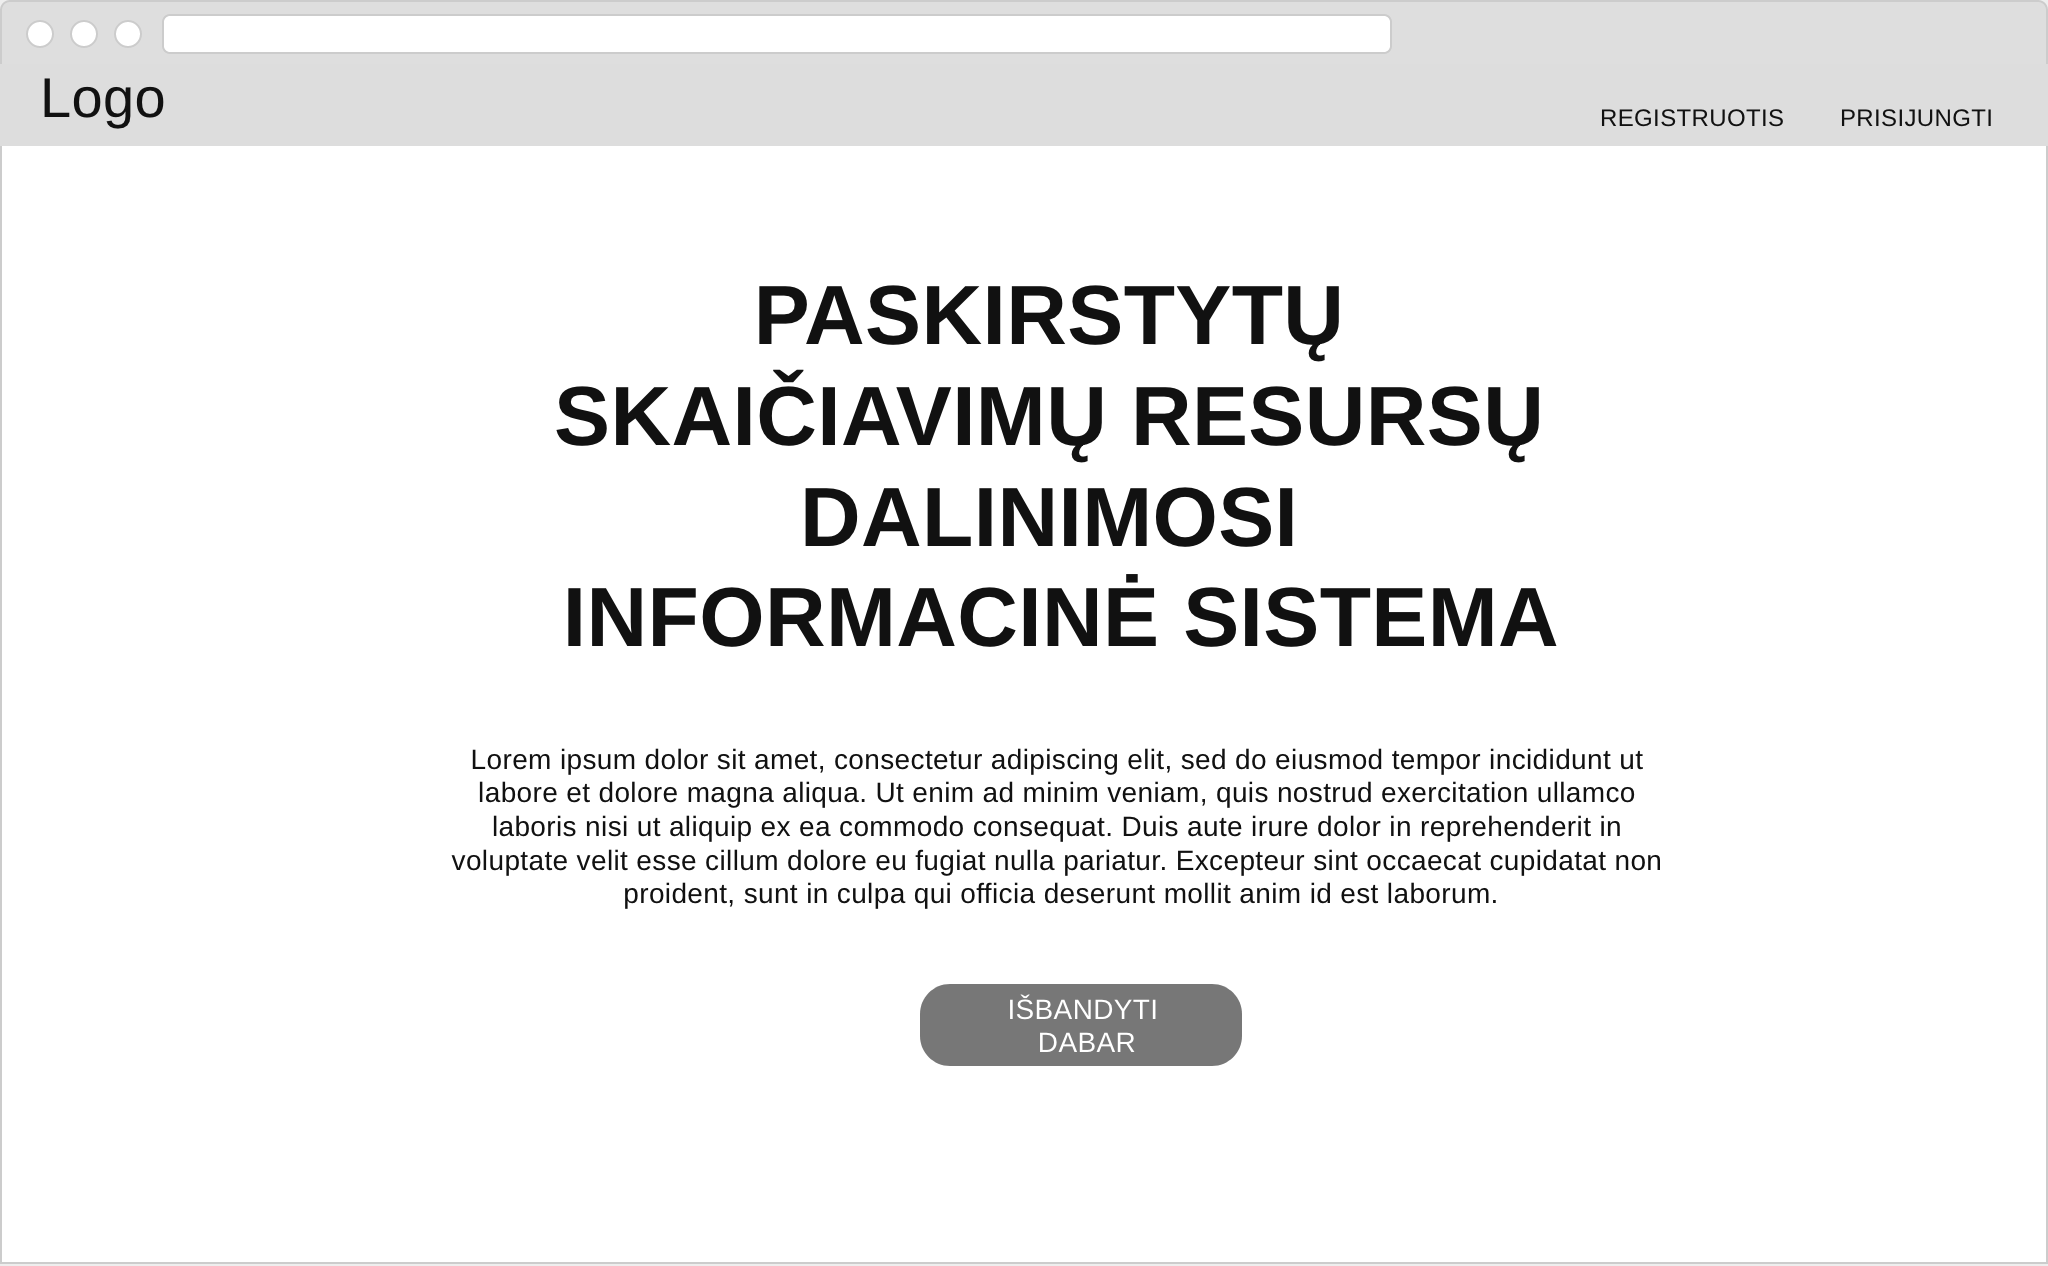 Logo
REGISTRUOTIS PRISIJUNGTI
PASKIRSTYTŲ
SKAIČIAVIMŲ RESURSŲ
DALINIMOSI
INFORMACINĖ SISTEMA
Lorem ipsum dolor sit amet, consectetur adipiscing elit, sed do eiusmod tempor incididunt ut
labore et dolore magna aliqua. Ut enim ad minim veniam, quis nostrud exercitation ullamco
laboris nisi ut aliquip ex ea commodo consequat. Duis aute irure dolor in reprehenderit in
voluptate velit esse cillum dolore eu fugiat nulla pariatur. Excepteur sint occaecat cupidatat non
proident, sunt in culpa qui officia deserunt mollit anim id est laborum.
IŠBANDYTI
DABAR